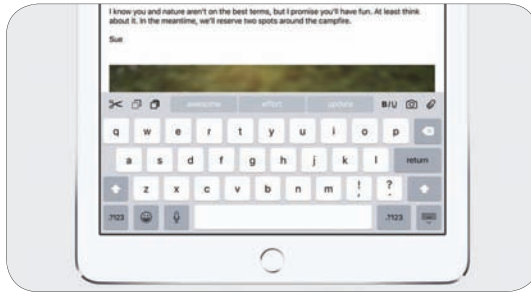 I know you and nature aren't on the best terms, but I promise you'll have fun. At least think
about it. In the meantime, we'll reserve two spots around the campfire.
Sue
awesome effort update B/U
q w e r t y u i o p
a s d f g h j k l return
z x c v b n m ! , ? .
.?123 .?123